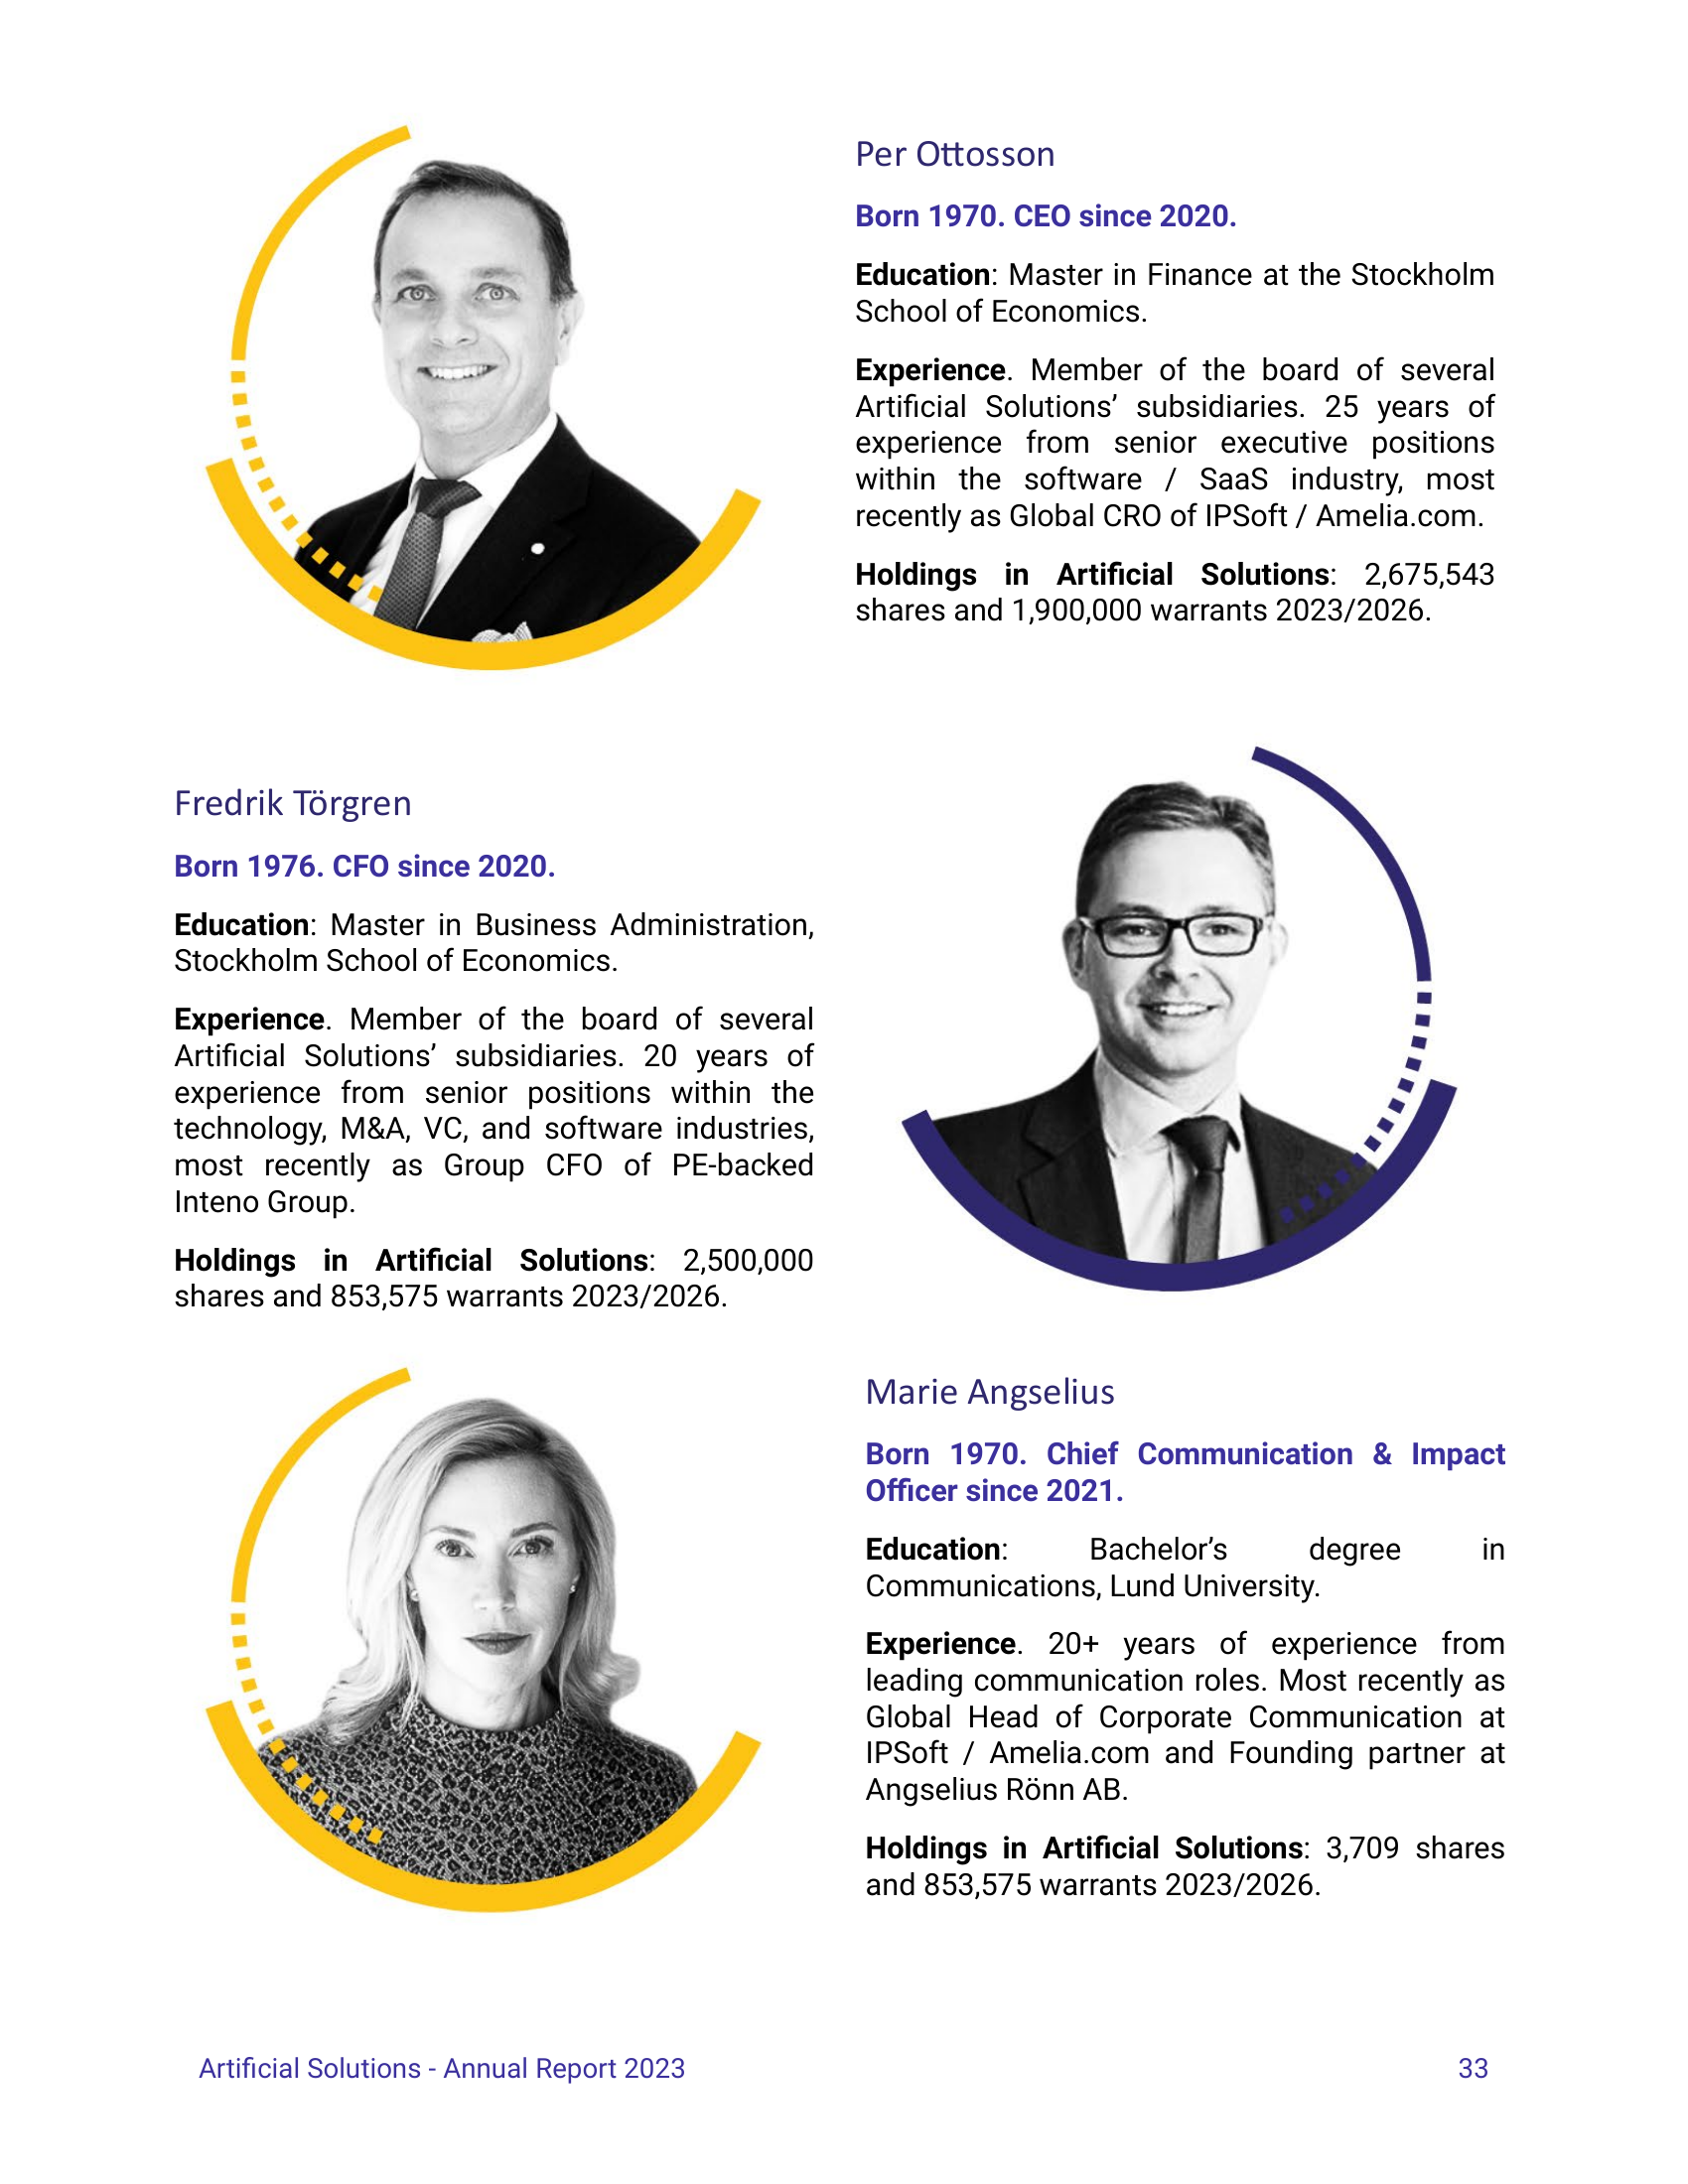 Per Ottosson
Born 1970. CEO since 2020.
Education: Master in Finance at the Stockholm
School of Economics.
Experience. Member of the board of several
Artificial Solutions’ subsidiaries. 25 years of
experience from senior executive positions
within the software / SaaS industry, most
recently as Global CRO of IPSoft / Amelia.com.
Holdings in Artificial Solutions: 2,675,543
shares and 1,900,000 warrants 2023/2026.
Fredrik Törgren
Born 1976. CFO since 2020.
Education: Master in Business Administration,
Stockholm School of Economics.
Experience. Member of the board of several
Artificial Solutions’ subsidiaries. 20 years of
experience from senior positions within the
technology, M&A, VC, and software industries,
most recently as Group CFO of PE-backed
Inteno Group.
Holdings in Artificial Solutions: 2,500,000
shares and 853,575 warrants 2023/2026.
Marie Angselius
Born 1970. Chief Communication & Impact
Officer since 2021.
Education: Bachelor’s degree in
Communications, Lund University.
Experience. 20+ years of experience from
leading communication roles. Most recently as
Global Head of Corporate Communication at
IPSoft / Amelia.com and Founding partner at
Angselius Rönn AB.
Holdings in Artificial Solutions: 3,709 shares
and 853,575 warrants 2023/2026.
Artificial Solutions - Annual Report 2023
33